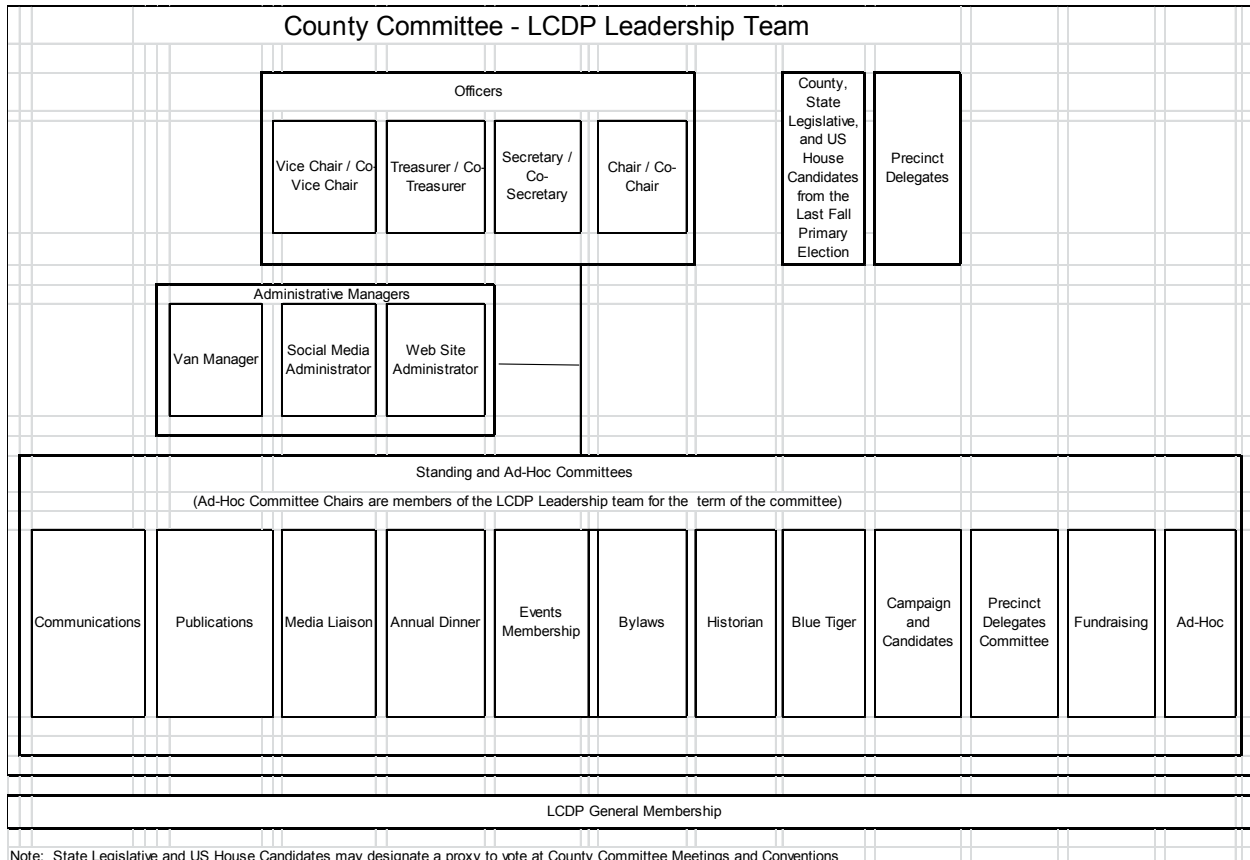 County Committee - LCDP Leadership Team
Officers
Vice Chair / Co-
Vice Chair
Treasurer / Co-
Treasurer
Secretary /
Co-
Secretary
Chair / Co-
Chair
County,
State
Legislative,
and US
House
Candidates
from the
Last Fall
Primary
Election
Precinct
Delegates
Administrative Managers
Van Manager
Social Media
Administrator
Web Site
Administrator
Standing and Ad-Hoc Committees
(Ad-Hoc Committee Chairs are members of the LCDP Leadership team for the term of the committee)
Communications
Publications
Media Liaison
Annual Dinner
Events
Membership
Bylaws
Historian
Blue Tiger
Campaign
and
Candidates
Precinct
Delegates
Committee
Fundraising
Ad-Hoc
LCDP General Membership
Note: State Legislative and US House Candidates may designate a proxy to vote at County Committee Meetings and Conventions